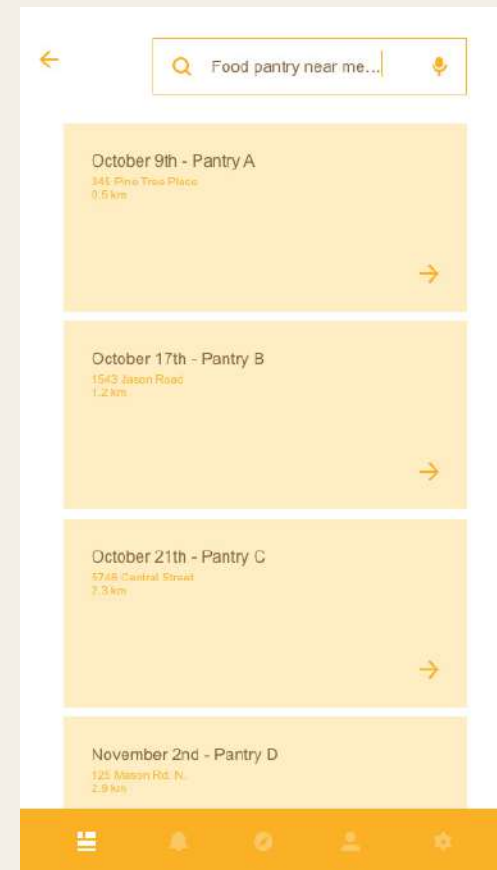 Food pantry near me...
October 9th - Pantry A
345 Pine Tree Place
0.5 km
October 17th - Pantry B
1543 Jason Road
1.2 km
October 21th - Pantry C
Central Street
2.3 km
November 2nd - Pantry D
125 Mason Rd. N.
2.9 km